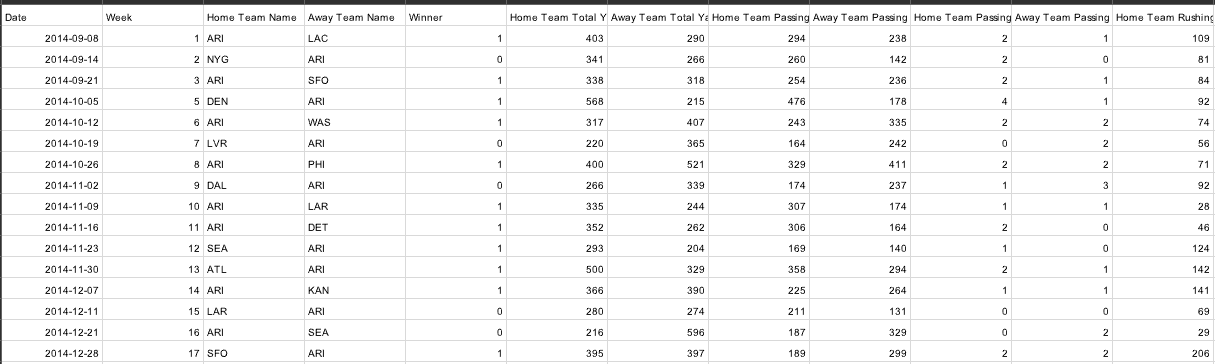 Date Week Home Team Name Away Team Name Winner Home Team Total Y Away Team Total Ya Home Team Passing Away Team Passing Home Team Passing Away Team Passing Home Team Rushing
2014-09-08 1 ARI LAC 1 403 290 294 238 2 1 109
2014-09-14 2 NYG ARI 0 341 266 260 142 2 0 81
2014-09-21 3 ARI SFO 1 338 318 254 236 2 1 84
2014-10-05 5 DEN ARI 1 568 215 476 178 4 1 92
2014-10-12 6 ARI WAS 1 317 407 243 335 2 2 74
2014-10-19 7 LVR ARI 0 220 365 164 242 0 2 56
2014-10-26 8 ARI PHI 1 400 521 329 411 2 2 71
2014-11-02 9 DAL ARI 0 266 339 174 237 1 3 92
2014-11-09 10 ARI LAR 1 335 244 307 174 1 1 28
2014-11-16 11 ARI DET 1 352 262 306 164 2 0 46
2014-11-23 12 SEA ARI 1 293 204 169 140 1 0 124
2014-11-30 13 ATL ARI 1 500 329 358 294 2 1 142
2014-12-07 14 ARI KAN 1 366 390 225 264 1 1 141
2014-12-11 15 LAR ARI 0 280 274 211 131 0 0 69
2014-12-21 16 ARI SEA 0 216 596 187 329 0 2 29
2014-12-28 17 SFO ARI 1 395 397 189 299 2 2 206